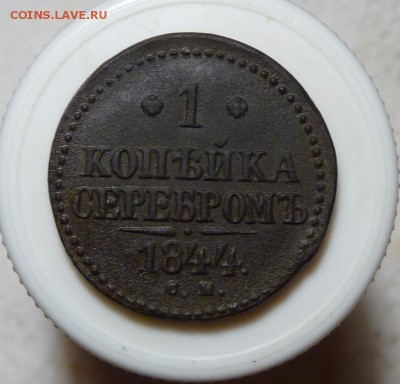 COINS.LAVE.RU
1
КОПѢЙКА
СЕРЕБРОМЪ
1844.
С. М.